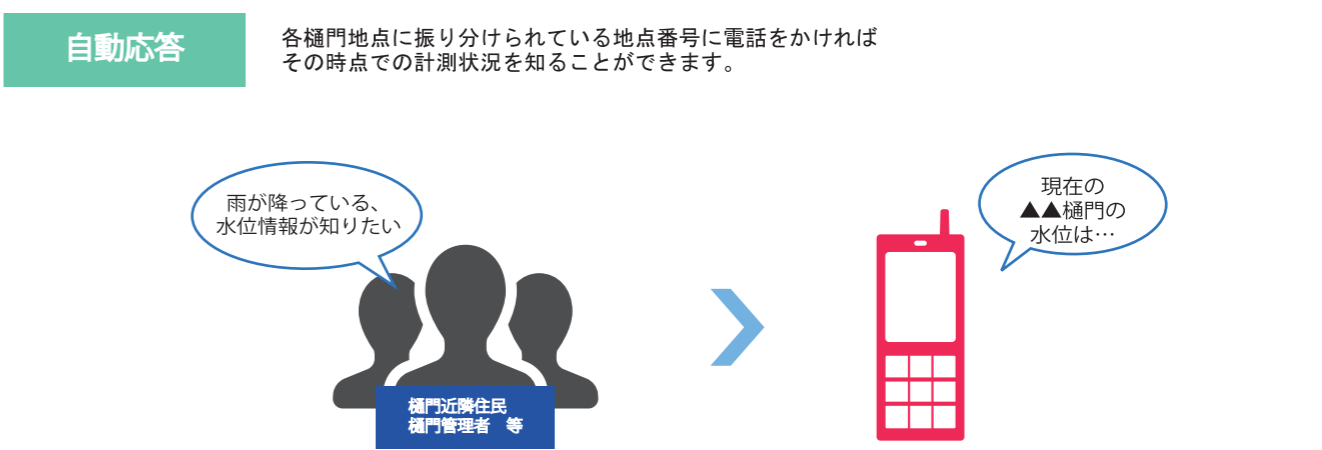 自動応答
各樋門地点に振り分けられている地点番号に電話をかければ
その時点での計測状況を知ることができます。
雨が降っている、
水位情報が知りたい
現在の
▲▲樋門の
水位は…
樋門近隣住民
樋門管理者　等